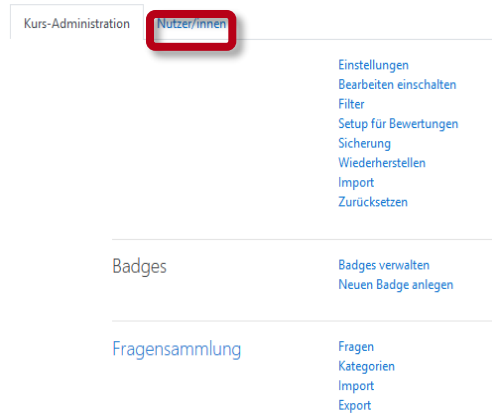 Kurs-Administration Nutzer/innen
Einstellungen
Bearbeiten einschalten
Filter
Setup für Bewertungen
Sicherung
Wiederherstellen
Import
Zurücksetzen
Badges
Badges verwalten
Neuen Badge anlegen
Fragensammlung
Fragen
Kategorien
Import
Export